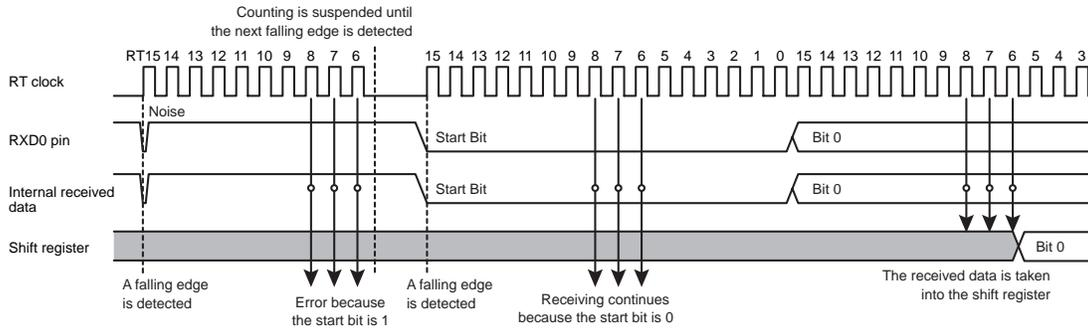 Counting is suspended until
the next falling edge is detected
RT15 14 13 12 11 10 9 8 7 6 15 14 13 12 11 10 9 8 7 6 5 4 3 2 1 0 15 14 13 12 11 10 9 8 7 6 5 4 3
RT clock
Noise
RXD0 pin
Start Bit
Bit 0
Internal received
data
Start Bit
Bit 0
Shift register
Bit 0
A falling edge
is detected
Error because
the start bit is 1
A falling edge
is detected
Receiving continues
because the start bit is 0
The received data is taken
into the shift register